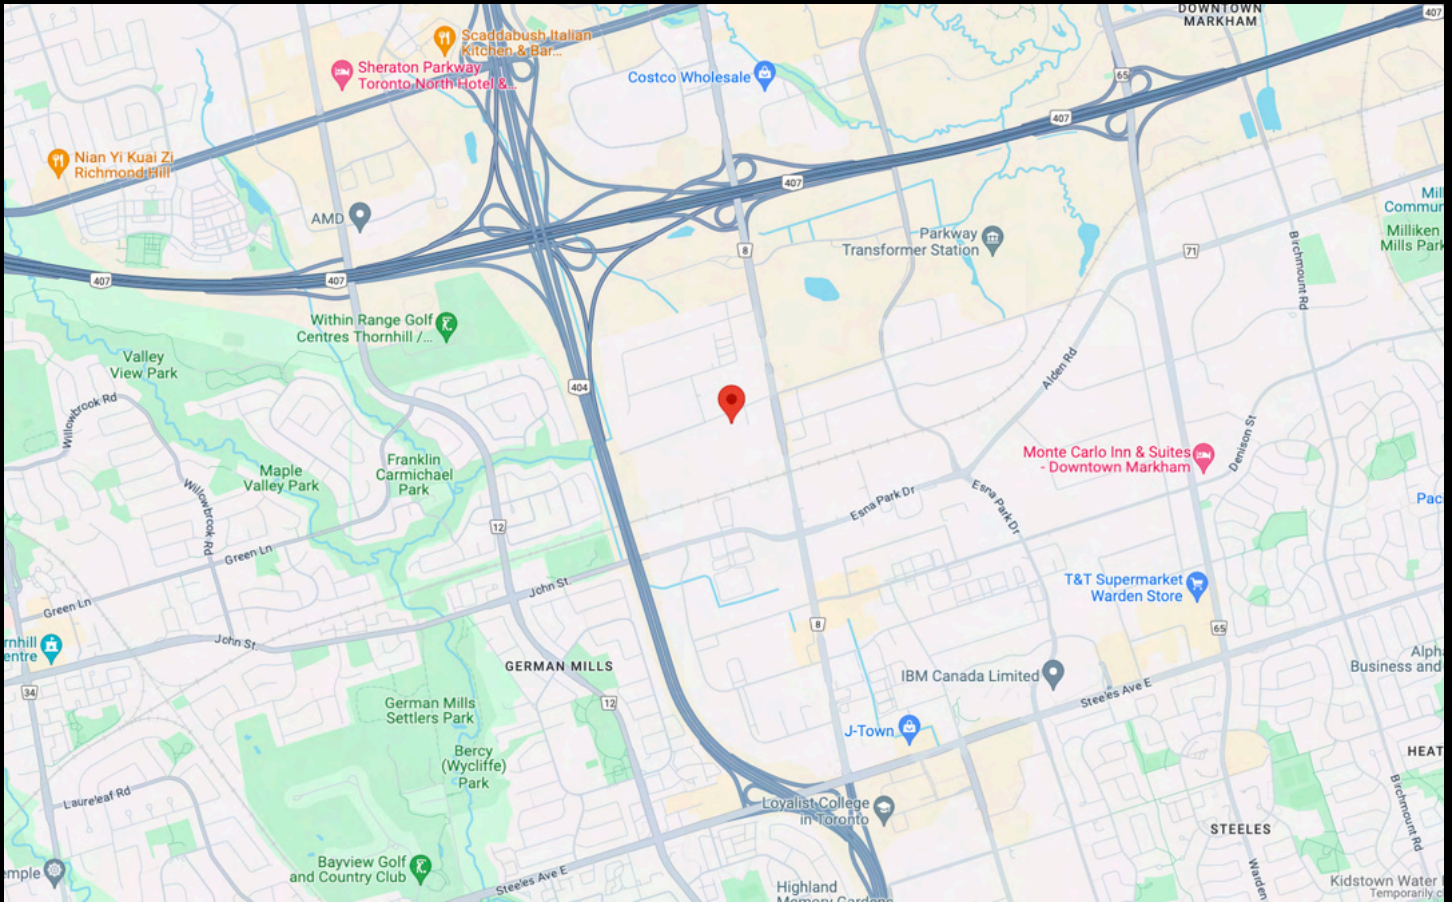 DOWNTOWN
MARKHAM
407
Scaddabush Italian
Kitchen & Bar...
Sheraton Parkway
Toronto North Hotel &...
Costco Wholesale
65
407
Nian Yi Kuai Zi
Richmond Hill
407
AMD
Parkway
Transformer Station
8
71
Birchmount Rd
Mil
Commun
Milliken
Mills Park
407
407
Within Range Golf
Centres Thornhill /...
Valley
View Park
404
Alden Rd
Willowbrook Rd
Franklin
Carmichael
Park
Maple
Valley Park
Willowbrook Rd
Monte Carlo Inn & Suites
- Downtown Markham
Denison St
Esna Park Dr
Esna Park Dr
Pac
12
Green Ln
Green Ln
John St
John St
T&T Supermarket
Warden Store
8
65
rnhill
entre
GERMAN MILLS
IBM Canada Limited
Steeles Ave E
Alph
Business and
34
12
German Mills
Settlers Park
J-Town
Bercy
(Wycliffe)
Park
HEAT
Laureleaf Rd
Loyalist College
in Toronto
Birchmount Rd
STEELES
Bayview Golf
and Country Club
emple
Steeles Ave E
Highland
Memory Gardens
Warden
Kidstown Water
Temporarily c